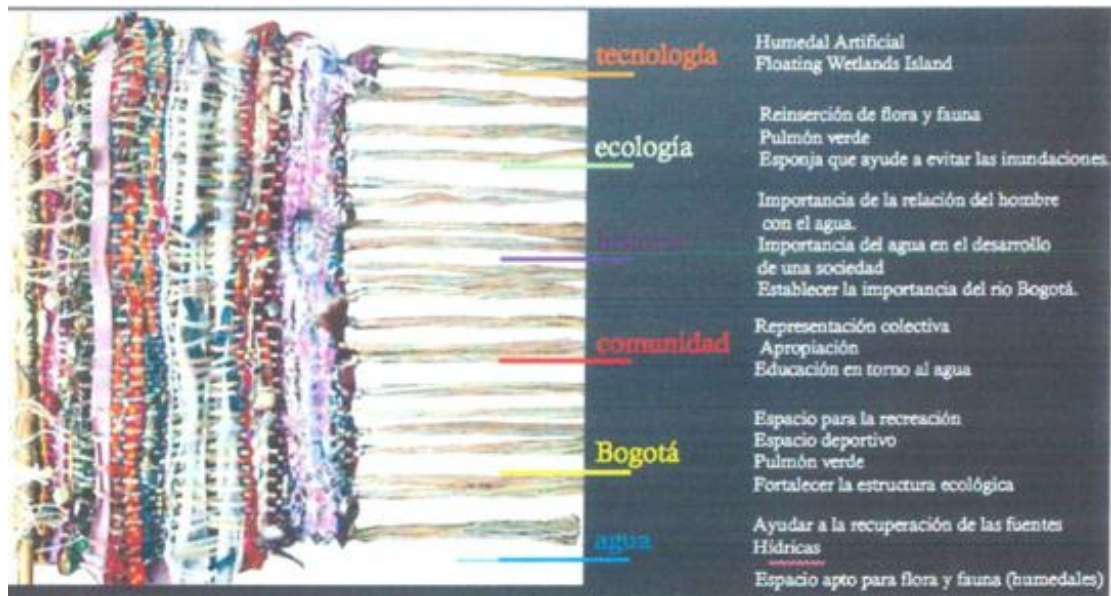 tecnología
Humedal Artificial
Floating Wetlands Island
ecología
Reinserción de flora y fauna
Pulmón verde
Esponja que ayude a evitar las inundaciones.
Importancia de la relación del hombre
con el agua.
Importancia del agua en el desarrollo
de una sociedad
Establecer la importancia del rio Bogotá.
comunidad
Representación colectiva
Apropiación
Educación en torno al agua
Bogotá
Espacio para la recreación
Espacio deportivo
Pulmón verde
Fortalecer la estructura ecológica
agua
Ayudar a la recuperación de las fuentes
Hídricas
Espacio apto para flora y fauna (humedales)